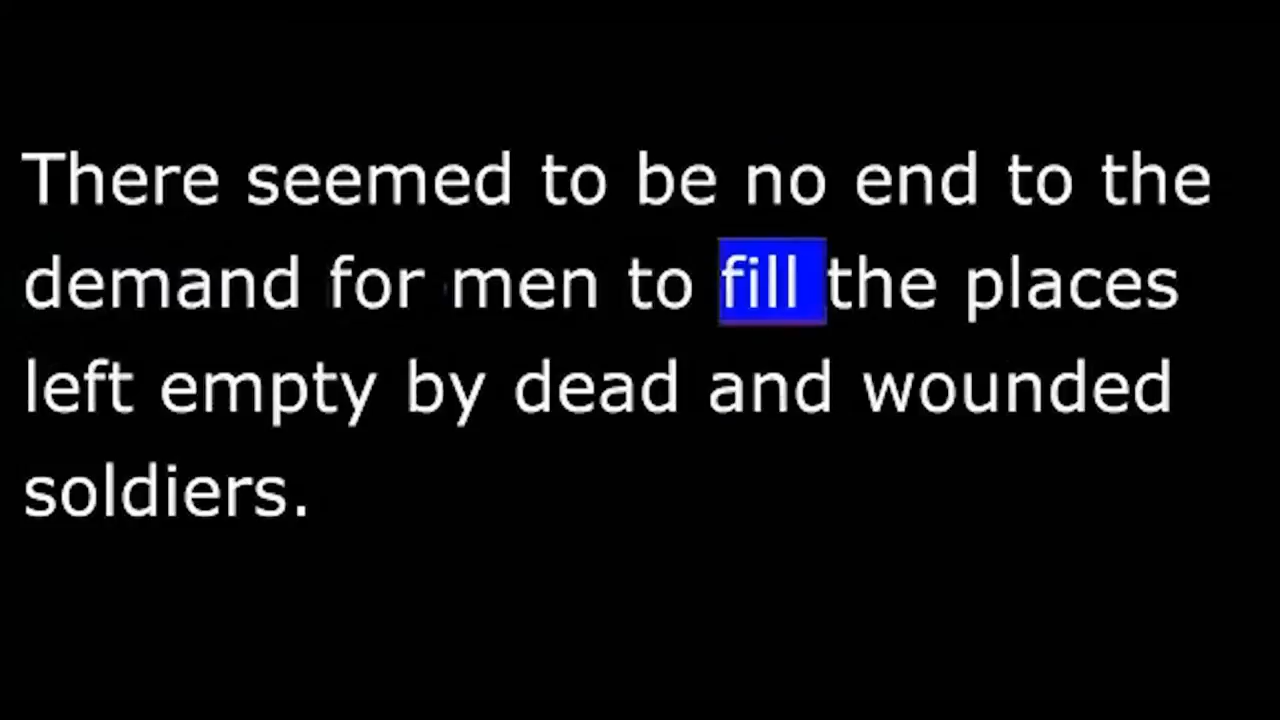 There seemed to be no end to the
demand for men to fill the places
left empty by dead and wounded
soldiers.